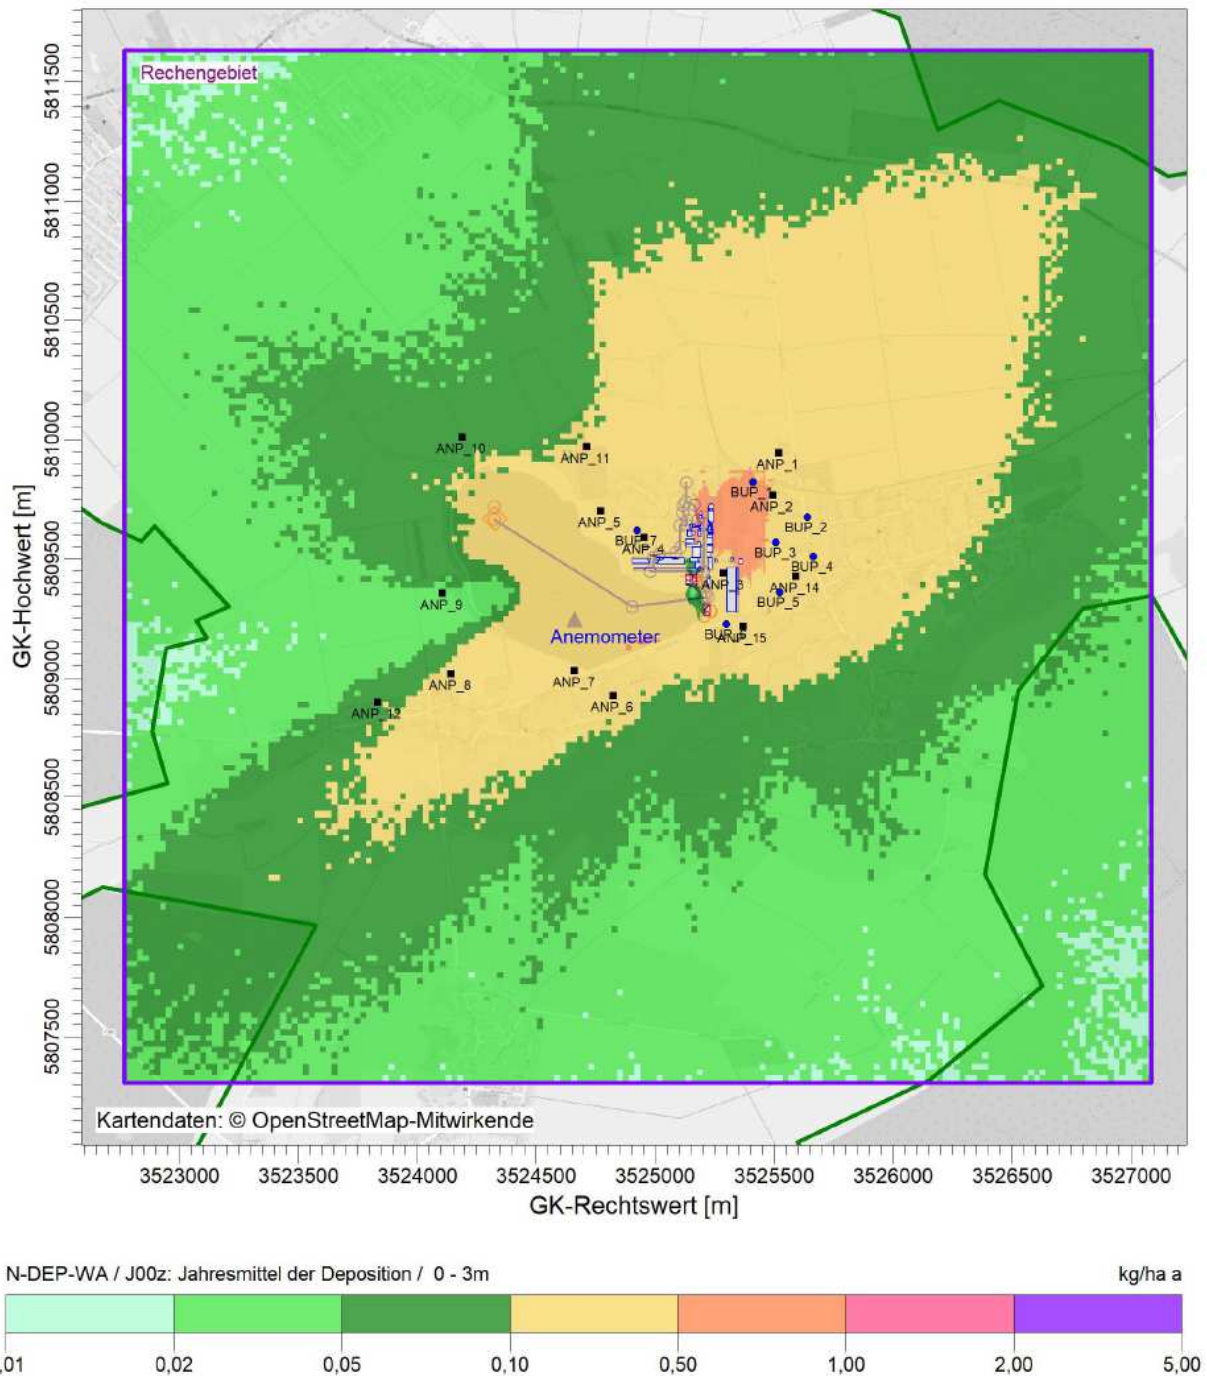 Rechengebiet
5811500
5811000
5810500
5810000
5809500
5809000
5808500
5808000
5807500
GK-Hochwert [m]
ANP_10
ANP_11
ANP_1
BUP_1
ANP_2
ANP_5
BUP_2
BUP_7
ANP_4
BUP_3
BUP_4
ANP_3
ANP_14
ANP_9
BUP_5
Anemometer
ANP_15
ANP_8
ANP_7
ANP_6
ANP_12
Kartendaten: © OpenStreetMap-Mitwirkende
3523000 3523500 3524000 3524500 3525000 3525500 3526000 3526500 3527000
GK-Rechtswert [m]
N-DEP-WA / J00z: Jahresmittel der Deposition / 0 - 3m kg/ha a
,01 0,02 0,05 0,10 0,50 1,00 2,00 5,00